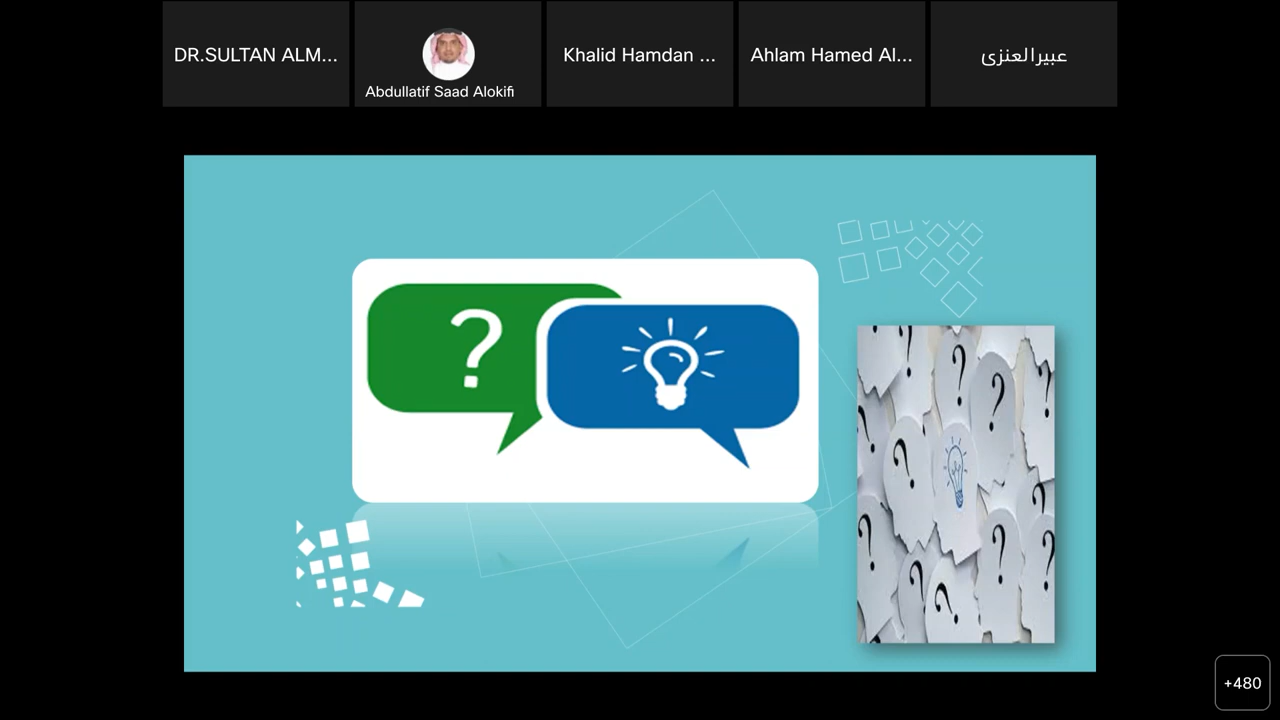 DR.SULTAN ALM...
Abdullatif Saad Alokifi
Khalid Hamdan ...
Ahlam Hamed Al...
عبيرالعنزى
?
? ? ? ? ? ? ? ? ? ? ? ?
+480